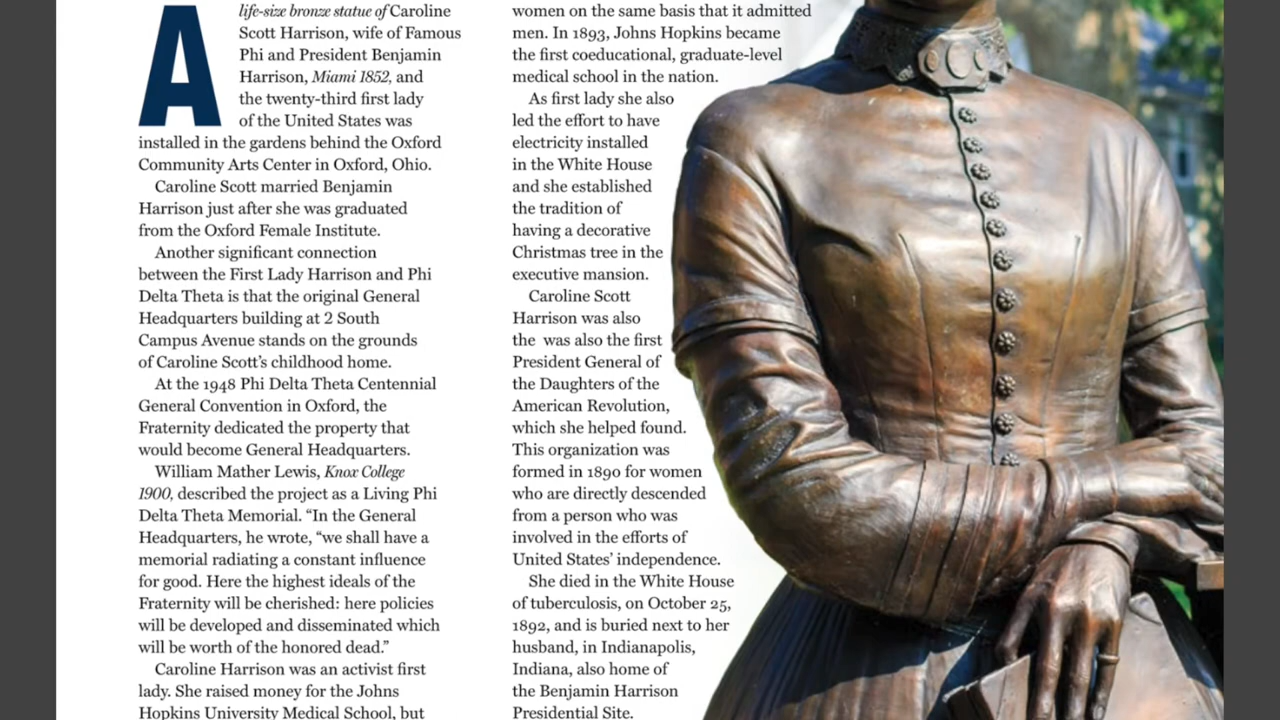 A life-size bronze statue of Caroline
Scott Harrison, wife of Famous
Phi and President Benjamin
Harrison, Miami 1852, and
the twenty-third first lady
of the United States was
installed in the gardens behind the Oxford
Community Arts Center in Oxford, Ohio.
Caroline Scott married Benjamin
Harrison just after she was graduated
from the Oxford Female Institute.
Another significant connection
between the First Lady Harrison and Phi
Delta Theta is that the original General
Headquarters building at 2 South
Campus Avenue stands on the grounds
of Caroline Scott’s childhood home.
At the 1948 Phi Delta Theta Centennial
General Convention in Oxford, the
Fraternity dedicated the property that
would become General Headquarters.
William Mather Lewis, Knox College
1900, described the project as a Living Phi
Delta Theta Memorial. “In the General
Headquarters, he wrote, “we shall have a
memorial radiating a constant influence
for good. Here the highest ideals of the
Fraternity will be cherished: here policies
will be developed and disseminated which
will be worth of the honored dead.”
Caroline Harrison was an activist first
lady. She raised money for the Johns
Hopkins University Medical School, but
women on the same basis that it admitted
men. In 1893, Johns Hopkins became
the first coeducational, graduate-level
medical school in the nation.
As first lady she also
led the effort to have
electricity installed
in the White House
and she established
the tradition of
having a decorative
Christmas tree in the
executive mansion.
Caroline Scott
Harrison was also
the  was also the first
President General of
the Daughters of the
American Revolution,
which she helped found.
This organization was
formed in 1890 for women
who are directly descended
from a person who was
involved in the efforts of
United States’ independence.
She died in the White House
of tuberculosis, on October 25,
1892, and is buried next to her
husband, in Indianapolis,
Indiana, also home of
the Benjamin Harrison
Presidential Site.